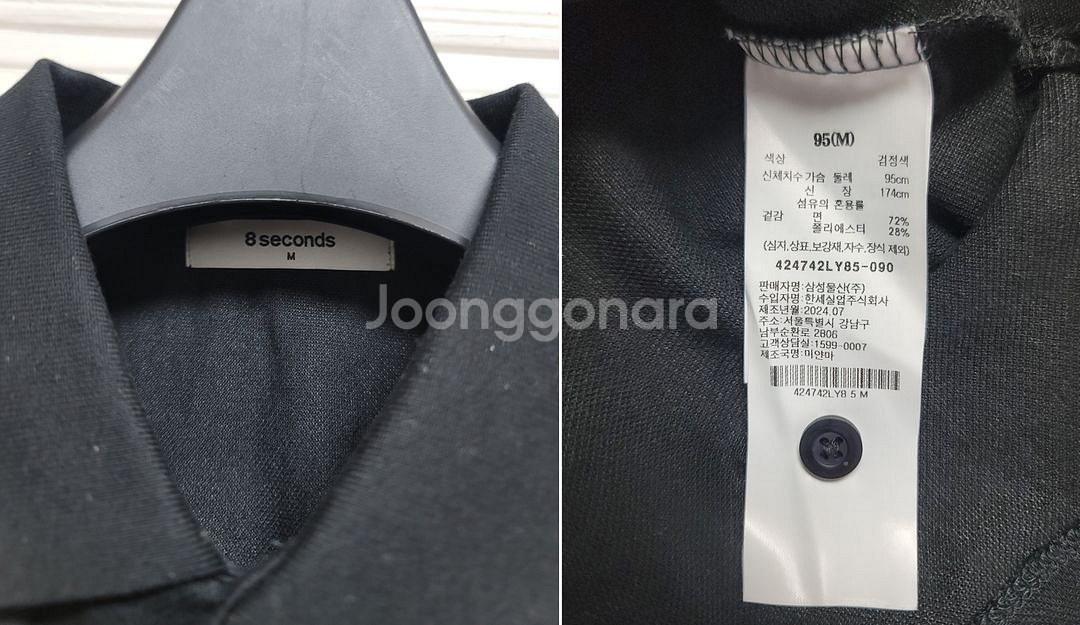 8 seconds
M
Joonggonara
95(M)
색상 검정색
신체치수 가슴 둘레 95cm
신 장 174cm
섬유의 혼용률
겉감 면 72%
폴리에스터 28%
(심지,상표,보강재,자수,장식 제외)
424742LY85-090
판매자명:삼성물산(주)
수입자명:한세실업주식회사
제조년월:2024.07
주소:서울특별시 강남구
남부순환로 2806
고객상담실:1599-0007
제조국명:미얀마
424742LY8 5 M